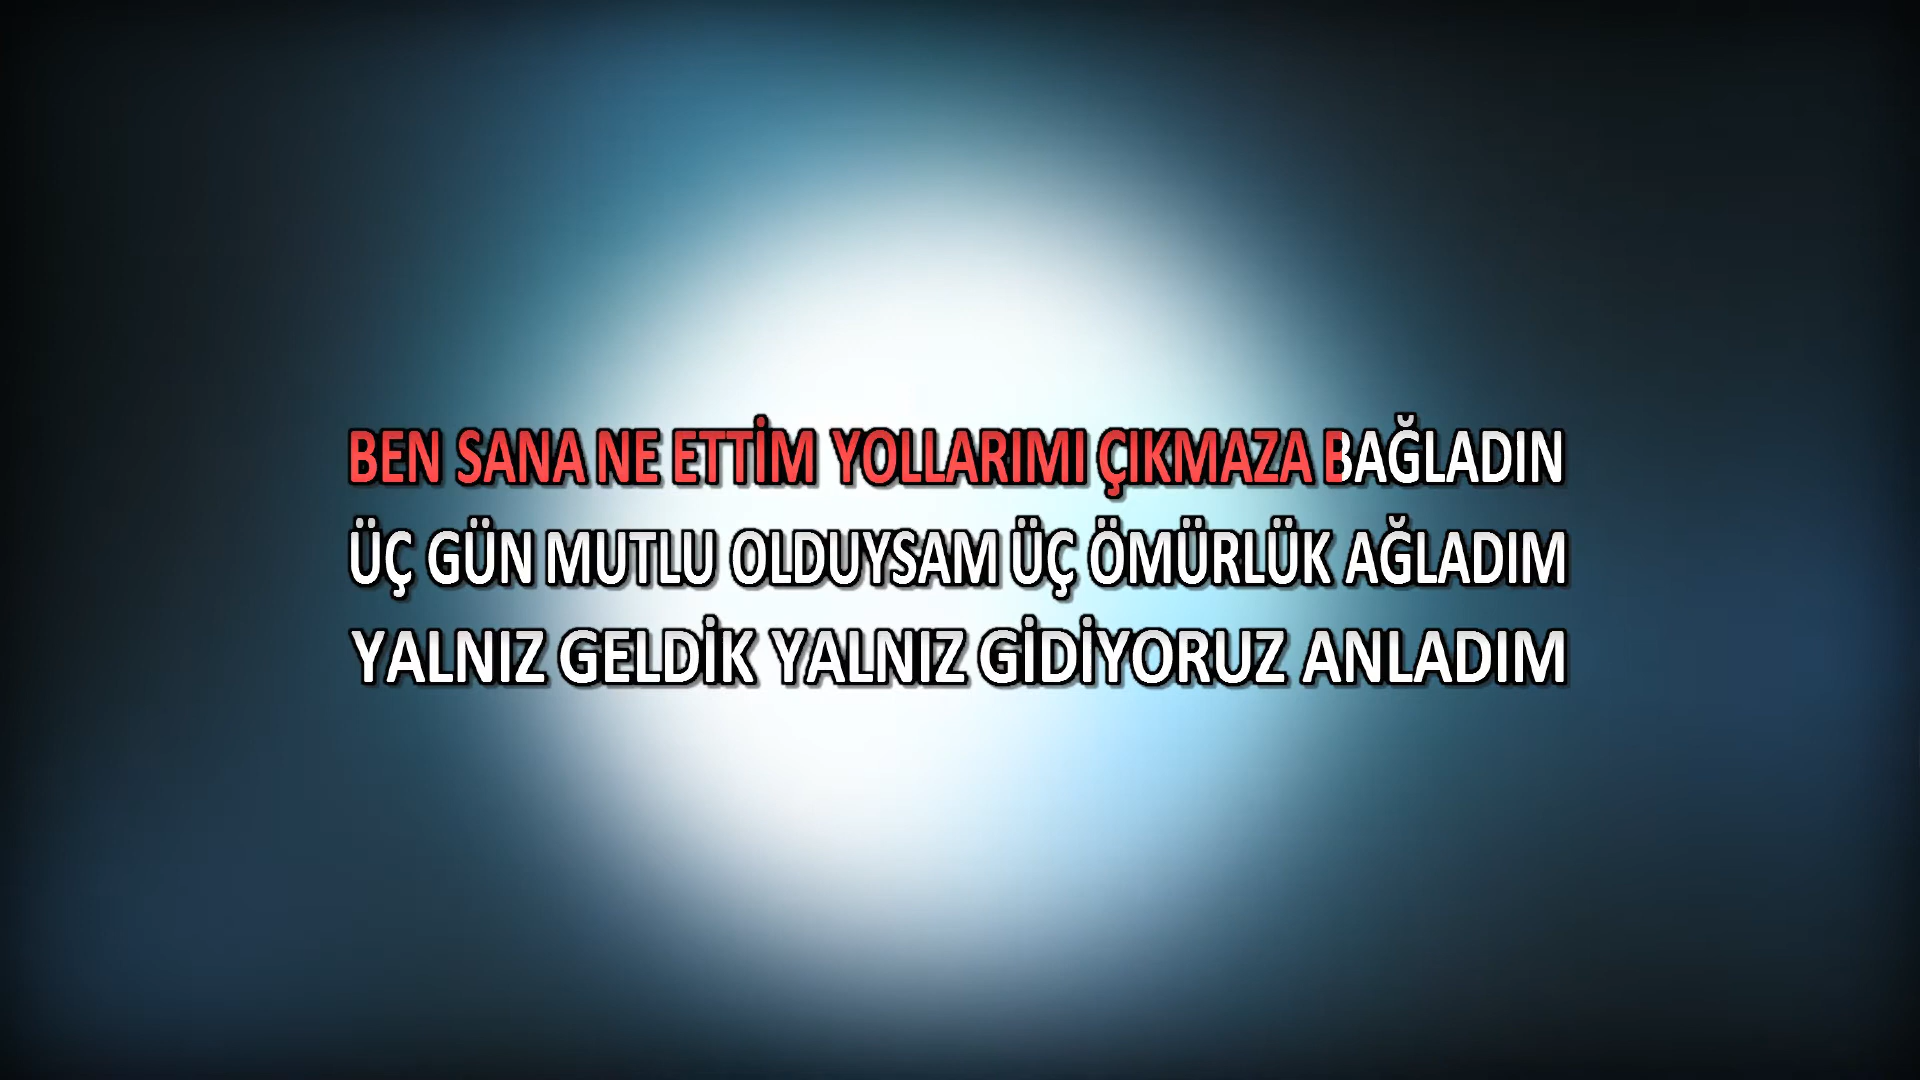 BEN SANA NE ETTİM YOLLARIMI ÇIKMAZA BAĞLADIN
ÜÇ GÜN MUTLU OLDUYSAM ÜÇ ÖMÜRLÜK AĞLADIM
YALNIZ GELDİK YALNIZ GİDİYORUZ ANLADIM